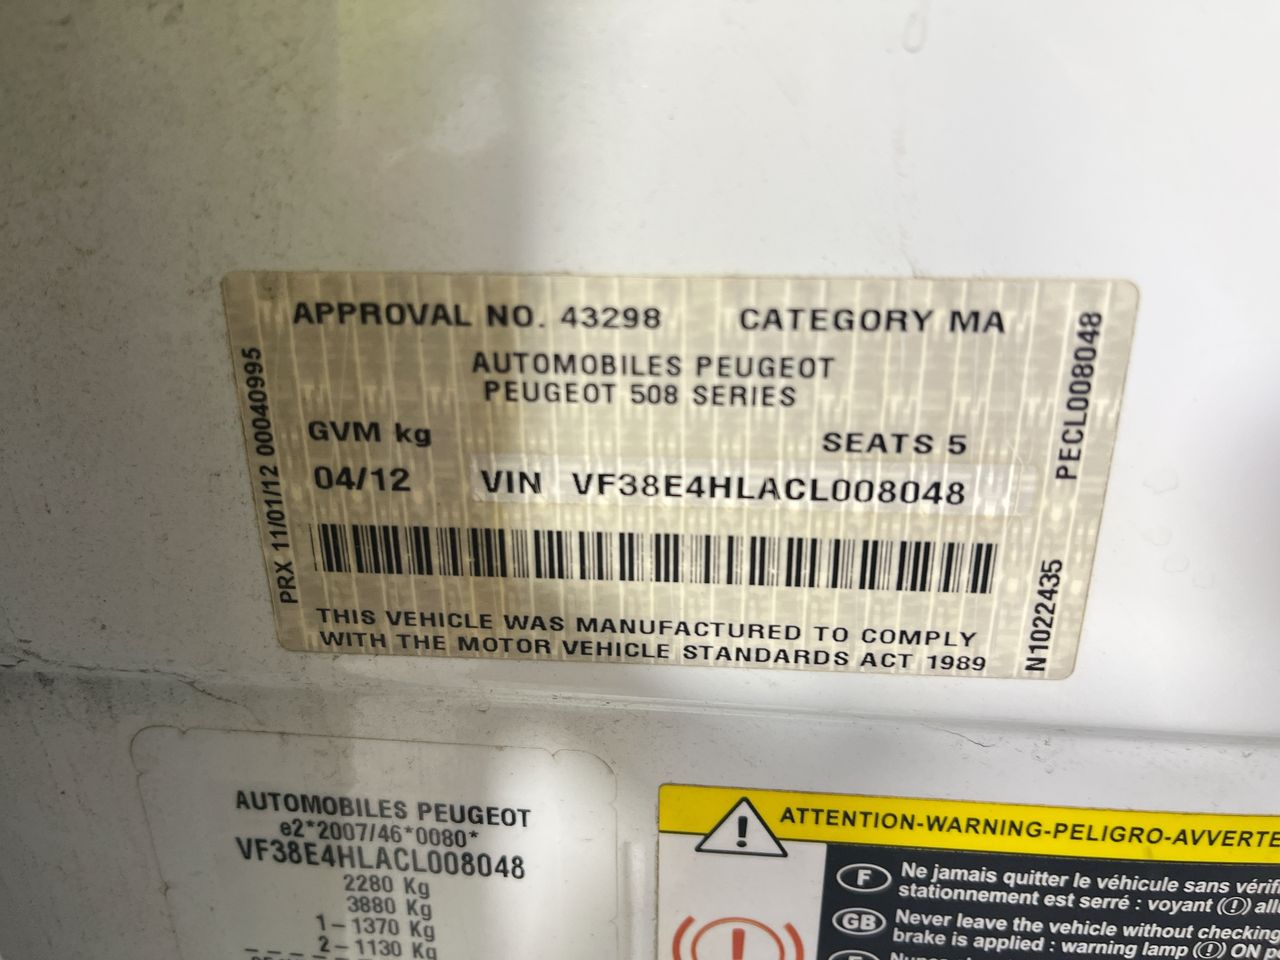 APPROVAL NO. 43298 CATEGORY MA
AUTOMOBILES PEUGEOT
PEUGEOT 508 SERIES
GVM kg SEATS 5
04/12 VIN VF38E4HLACL008048
THIS VEHICLE WAS MANUFACTURED TO COMPLY
WITH THE MOTOR VEHICLE STANDARDS ACT 1989
PRX 11/01/12 00040995
PECL008048
N1022435
AUTOMOBILES PEUGEOT
e2*2007/46*0080*
VF38E4HLACL008048
2280 Kg
3880 Kg
1-1370 Kg
2-1130 Kg
ATTENTION-WARNING-PELIGRO-AVVERTE
F Ne jamais quitter le véhicule sans vérifi
stationnement est serré : voyant (!) allu
GB Never leave the vehicle without checking
brake is applied : warning lamp (!) ON